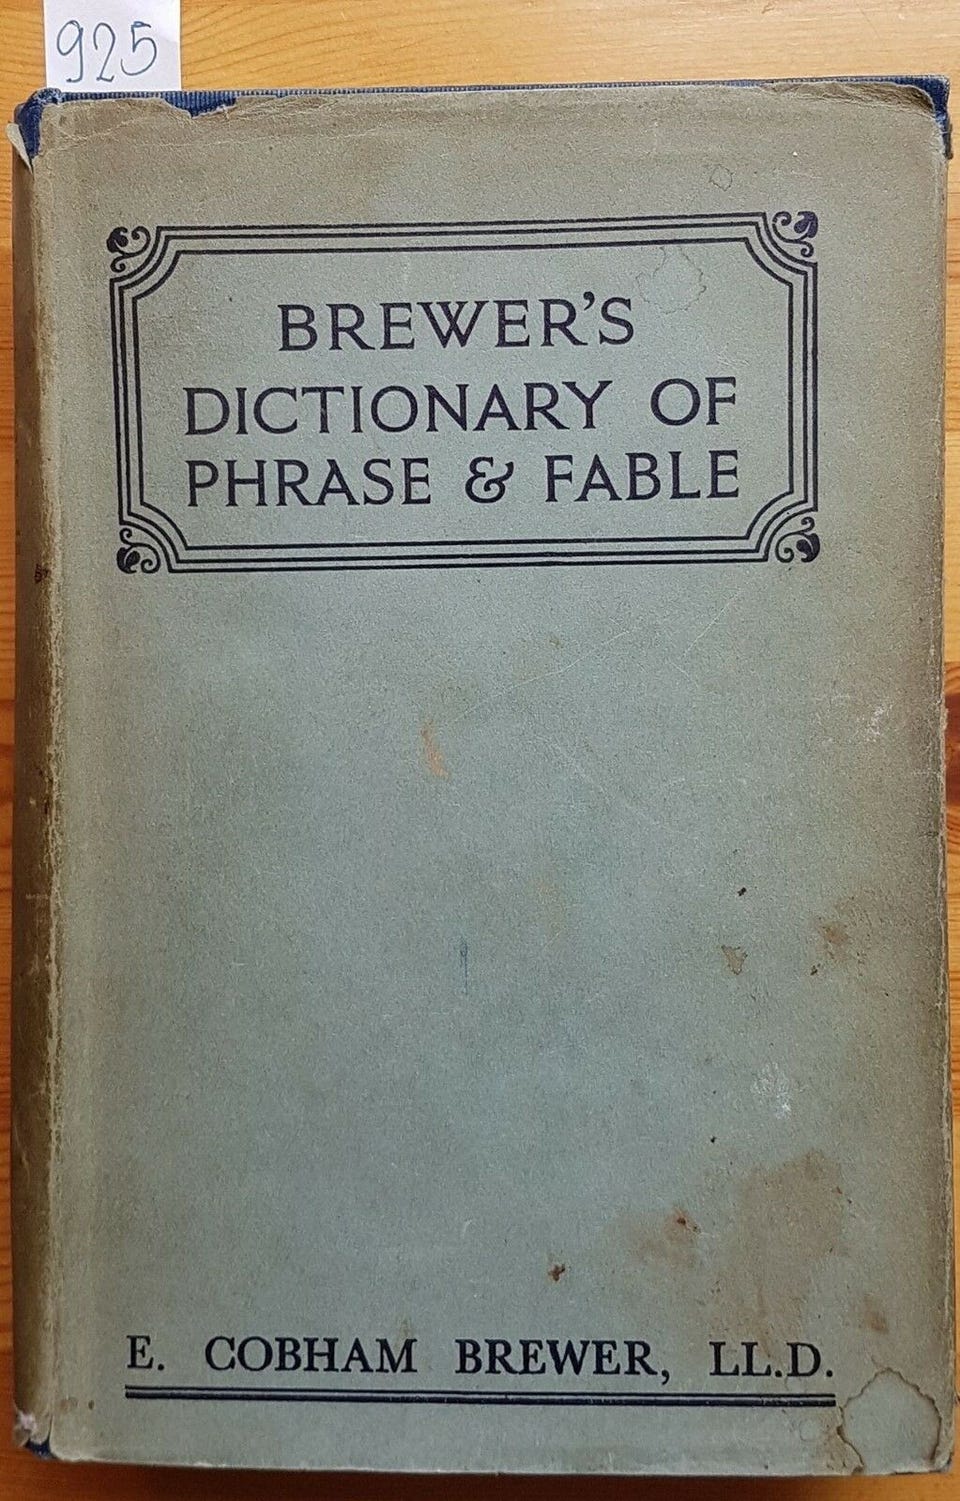 925
BREWER'S
DICTIONARY OF
PHRASE & FABLE
E. COBHAM BREWER, LL.D.